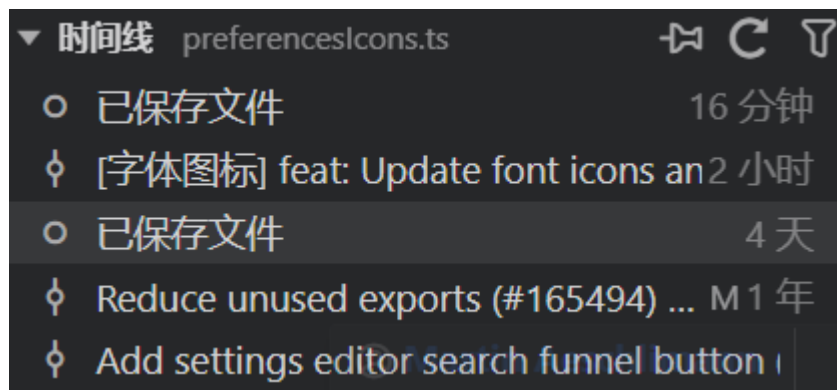 时间线 preferencesIcons.ts
已保存文件 16 分钟
[字体图标] feat: Update font icons an 2 小时
已保存文件 4 天
Reduce unused exports (#165494) ... M 1 年
Add settings editor search funnel button (